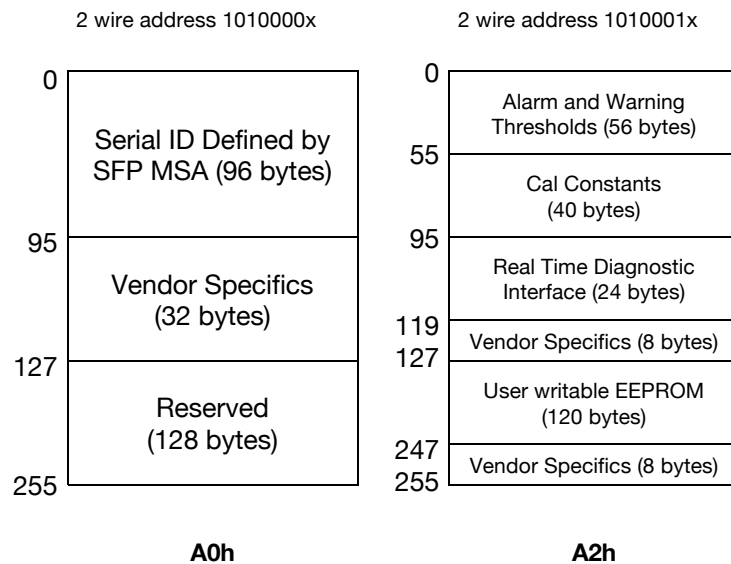 2 wire address 1010000x
0
Serial ID Defined by
SFP MSA (96 bytes)
95
Vendor Specifics
(32 bytes)
127
Reserved
(128 bytes)
255
A0h
2 wire address 1010001x
0
Alarm and Warning
Thresholds (56 bytes)
55
Cal Constants
(40 bytes)
95
Real Time Diagnostic
Interface (24 bytes)
119
Vendor Specifics (8 bytes)
127
User writable EEPROM
(120 bytes)
247
Vendor Specifics (8 bytes)
255
A2h